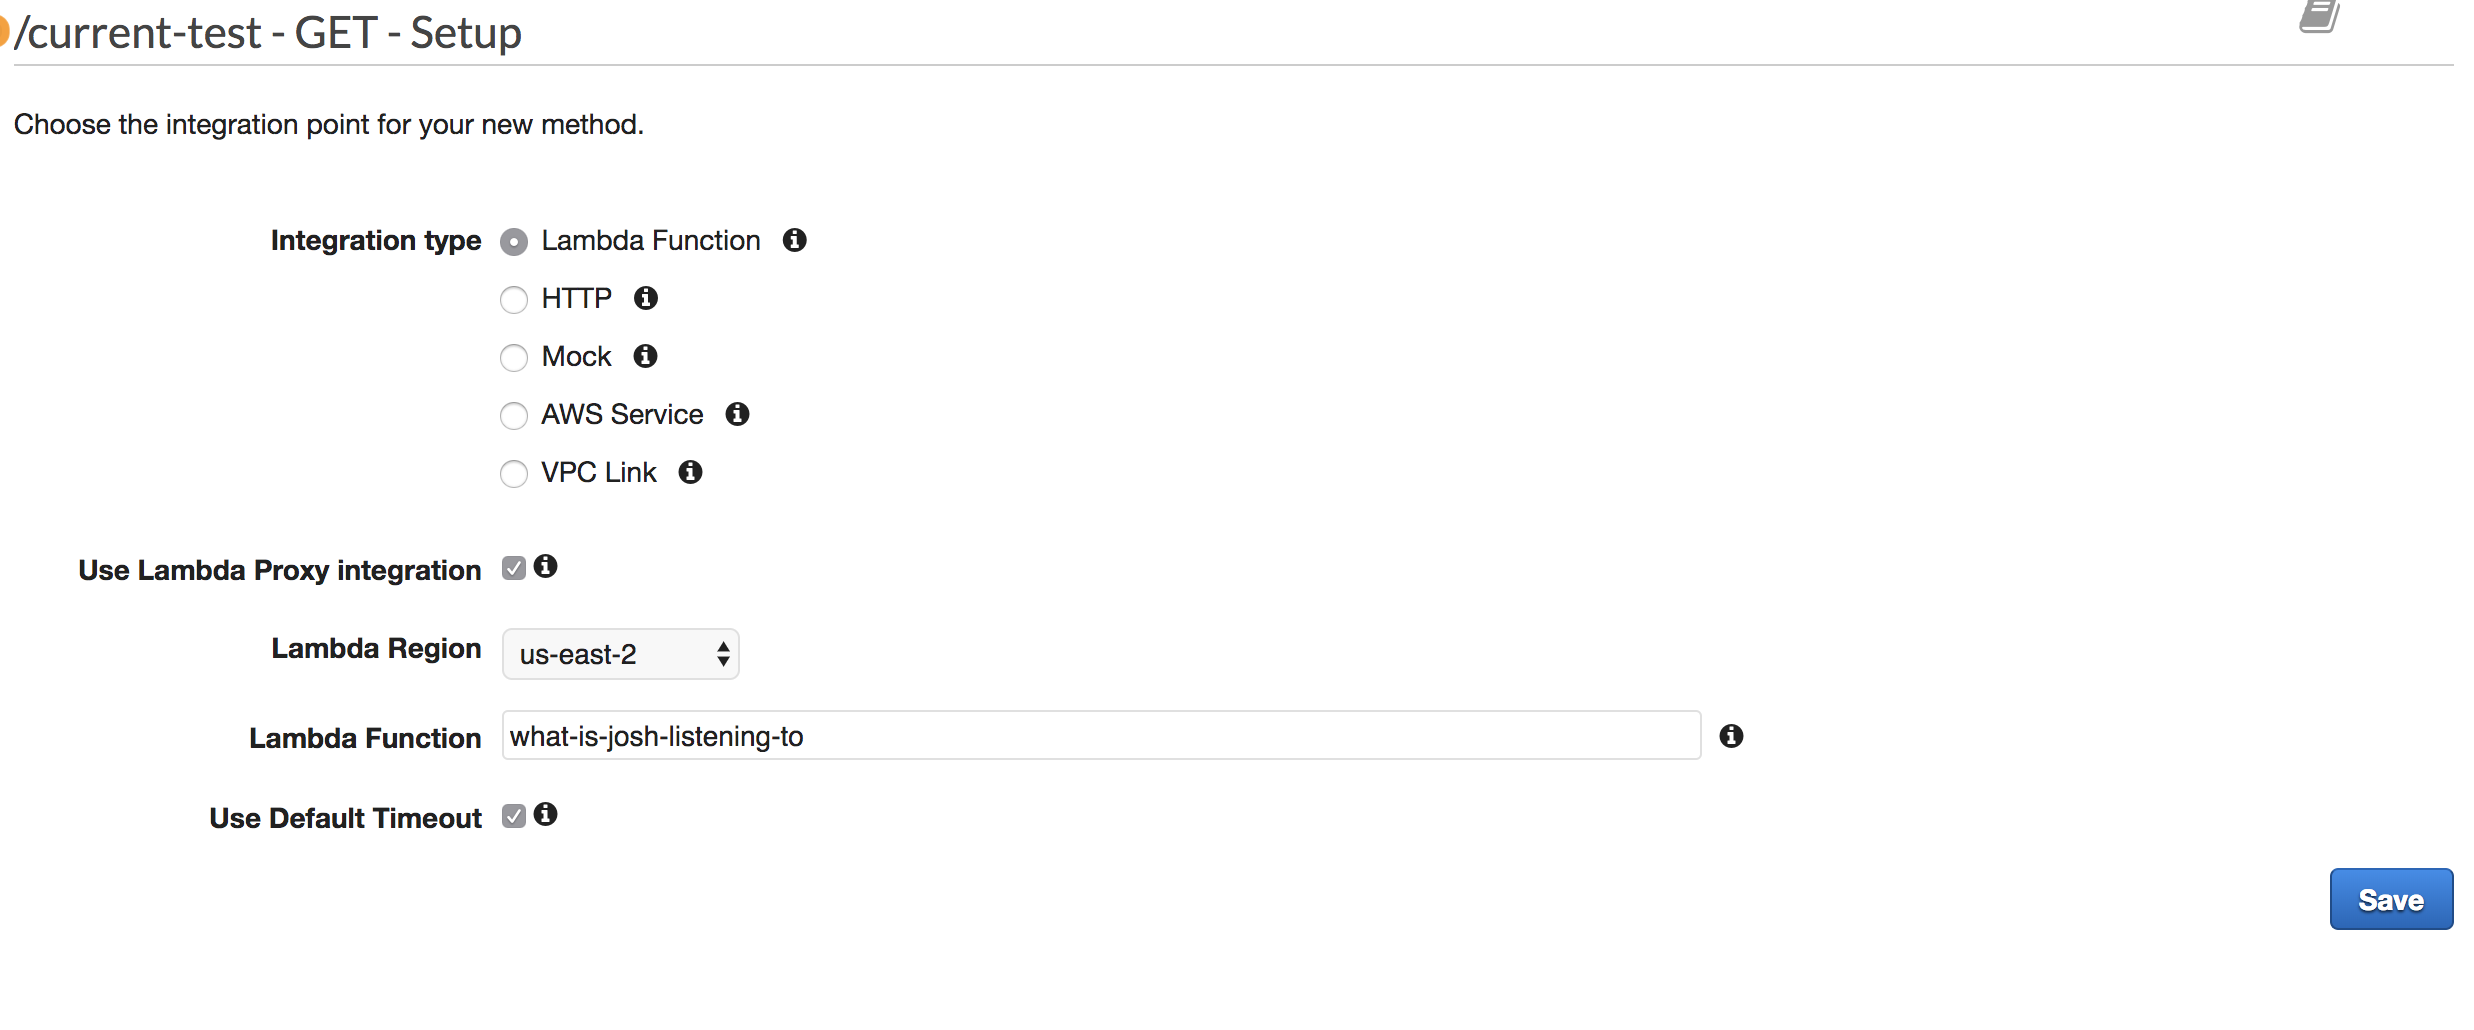 /current-test - GET - Setup
Choose the integration point for your new method.
Integration type Lambda Function
HTTP
Mock
AWS Service
VPC Link
Use Lambda Proxy integration
Lambda Region us-east-2
Lambda Function what-is-josh-listening-to
Use Default Timeout
Save